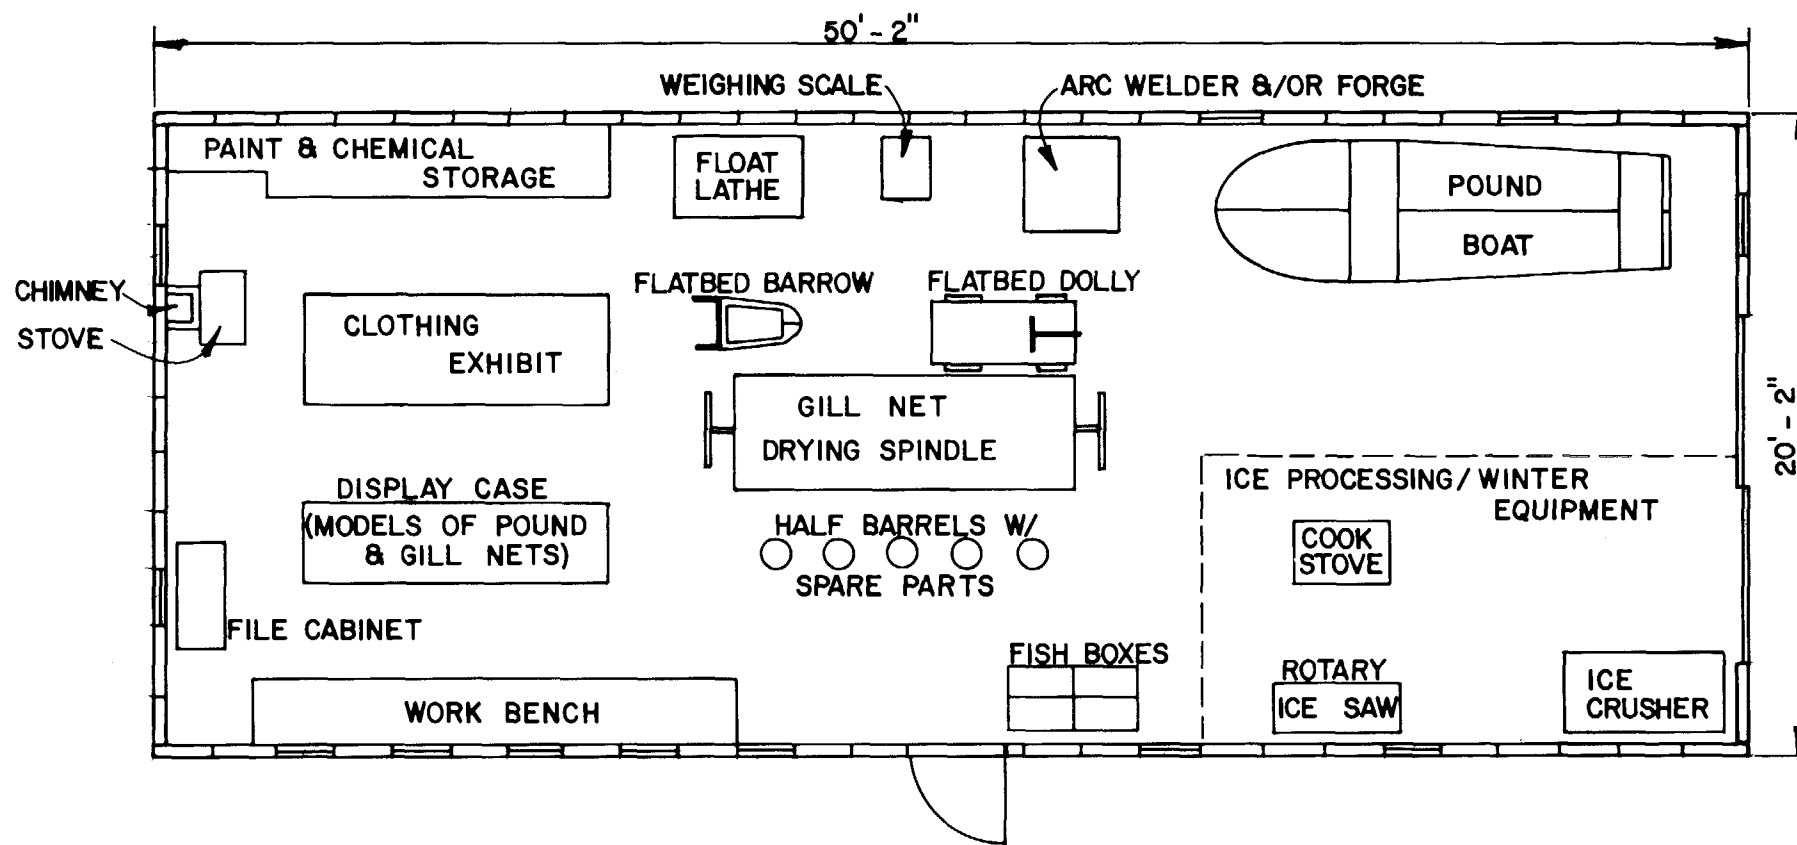 50'-2"
WEIGHING SCALE
ARC WELDER &/OR FORGE
PAINT & CHEMICAL
STORAGE
FLOAT
LATHE
POUND
BOAT
CHIMNEY
STOVE
FLATBED BARROW
FLATBED DOLLY
CLOTHING
EXHIBIT
GILL NET
DRYING SPINDLE
20'-2"
ICE PROCESSING/WINTER
EQUIPMENT
DISPLAY CASE
(MODELS OF POUND
& GILL NETS)
HALF BARRELS W/
SPARE PARTS
COOK
STOVE
FILE CABINET
FISH BOXES
ROTARY
ICE SAW
ICE
CRUSHER
WORK BENCH